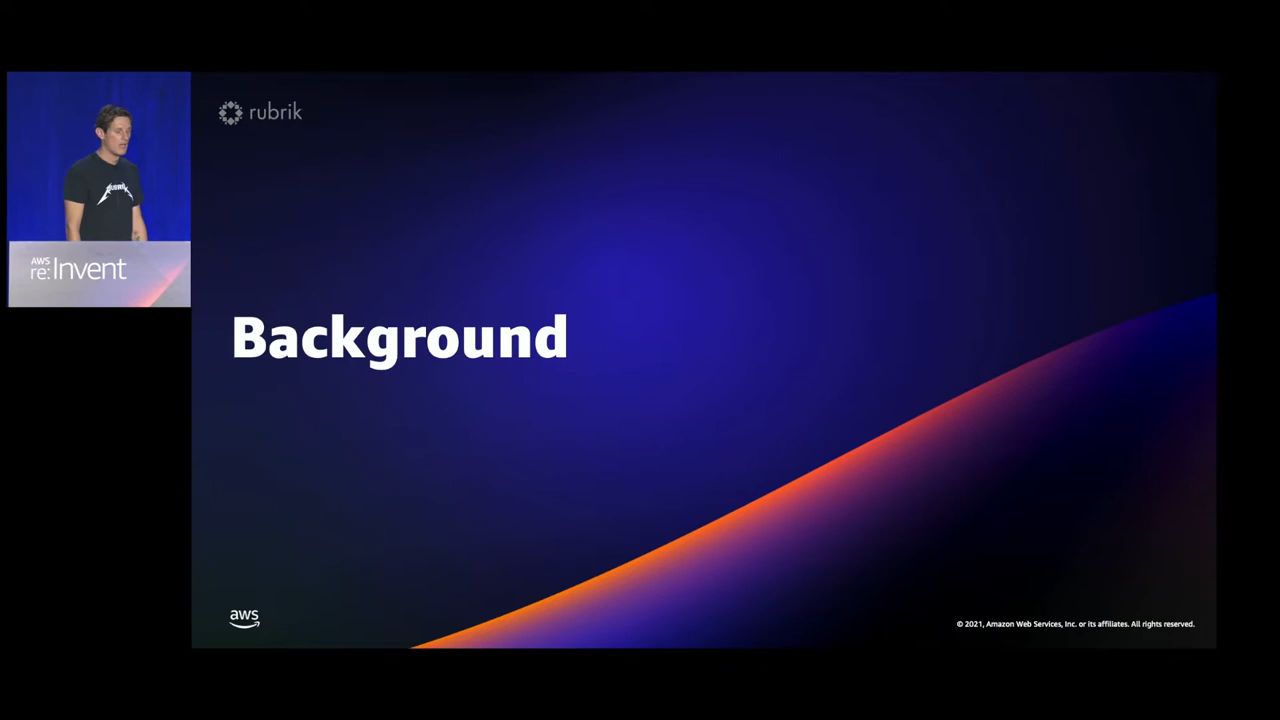 rubrik
AWS
re:Invent
Background
aws
© 2021, Amazon Web Services, Inc. or its affiliates. All rights reserved.